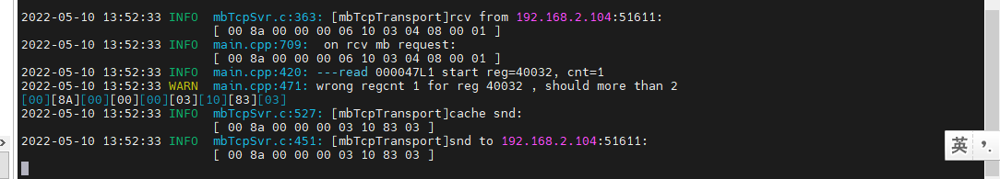 2022-05-10 13:52:33 INFO  mbTcpSvr.c:363: [mbTcpTransport]rcv from 192.168.2.104:51611:
[ 00 8a 00 00 00 06 10 03 04 08 00 01 ]
2022-05-10 13:52:33 INFO  main.cpp:709:  on rcv mb request:
[ 00 8a 00 00 00 06 10 03 04 08 00 01 ]
2022-05-10 13:52:33 INFO  main.cpp:420: ---read 000047L1 start reg=40032, cnt=1
2022-05-10 13:52:33 WARN  main.cpp:471: wrong regcnt 1 for reg 40032 , should more than 2
[00][8A][00][00][00][03][10][83][03]
2022-05-10 13:52:33 INFO  mbTcpSvr.c:527: [mbTcpTransport]cache snd:
[ 00 8a 00 00 00 03 10 83 03 ]
2022-05-10 13:52:33 INFO  mbTcpSvr.c:451: [mbTcpTransport]snd to 192.168.2.104:51611:
[ 00 8a 00 00 00 03 10 83 03 ]
英